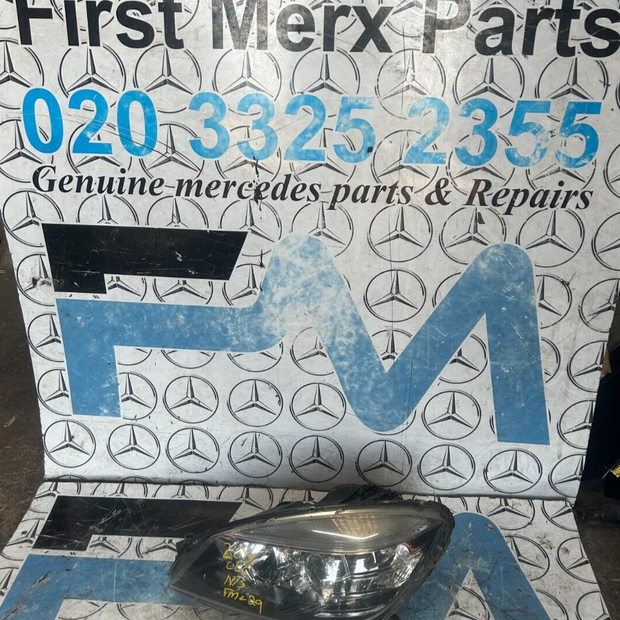 First Merx Parts
020 3325 2355
Genuine mercedes parts & Repairs
FM
N/S